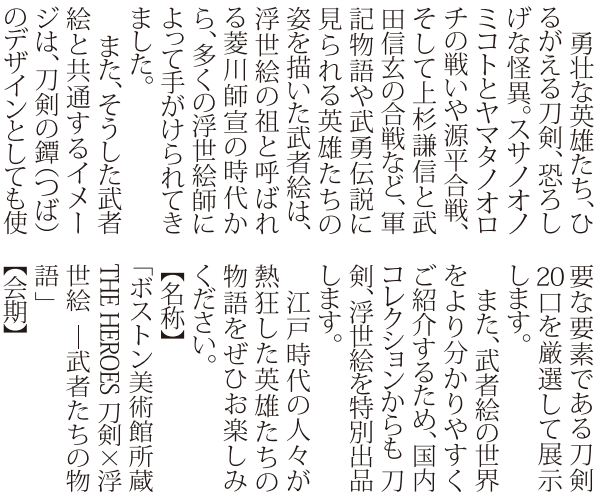 勇壮な英雄たち、ひ
るがえる刀剣、恐ろし
げな怪異。スサノオノ
ミコトとヤマタノオロ
チの戦いや源平合戦、
そして上杉謙信と武
田信玄の合戦など、軍
記物語や武勇伝説に
見られる英雄たちの
姿を描いた武者絵は、
浮世絵の祖と呼ばれ
る菱川師宣の時代か
ら、多くの浮世絵師に
よって手がけられてき
ました。
　また、そうした武者
絵と共通するイメー
ジは、刀剣の鐔（つば）
のデザインとしても使
要な要素である刀剣
20口を厳選して展示
します。
　また、武者絵の世界
をより分かりやすく
ご紹介するため、国内
コレクションからも 刀
剣、浮世絵を特別出品
します。
　江戸時代の人々が
熱狂した英雄たちの
物語をぜひお楽しみ
ください。
【名称】
「ボストン美術館所蔵
THE HEROES 刀剣×浮
世絵 ―武者たちの物
語」
【会期】